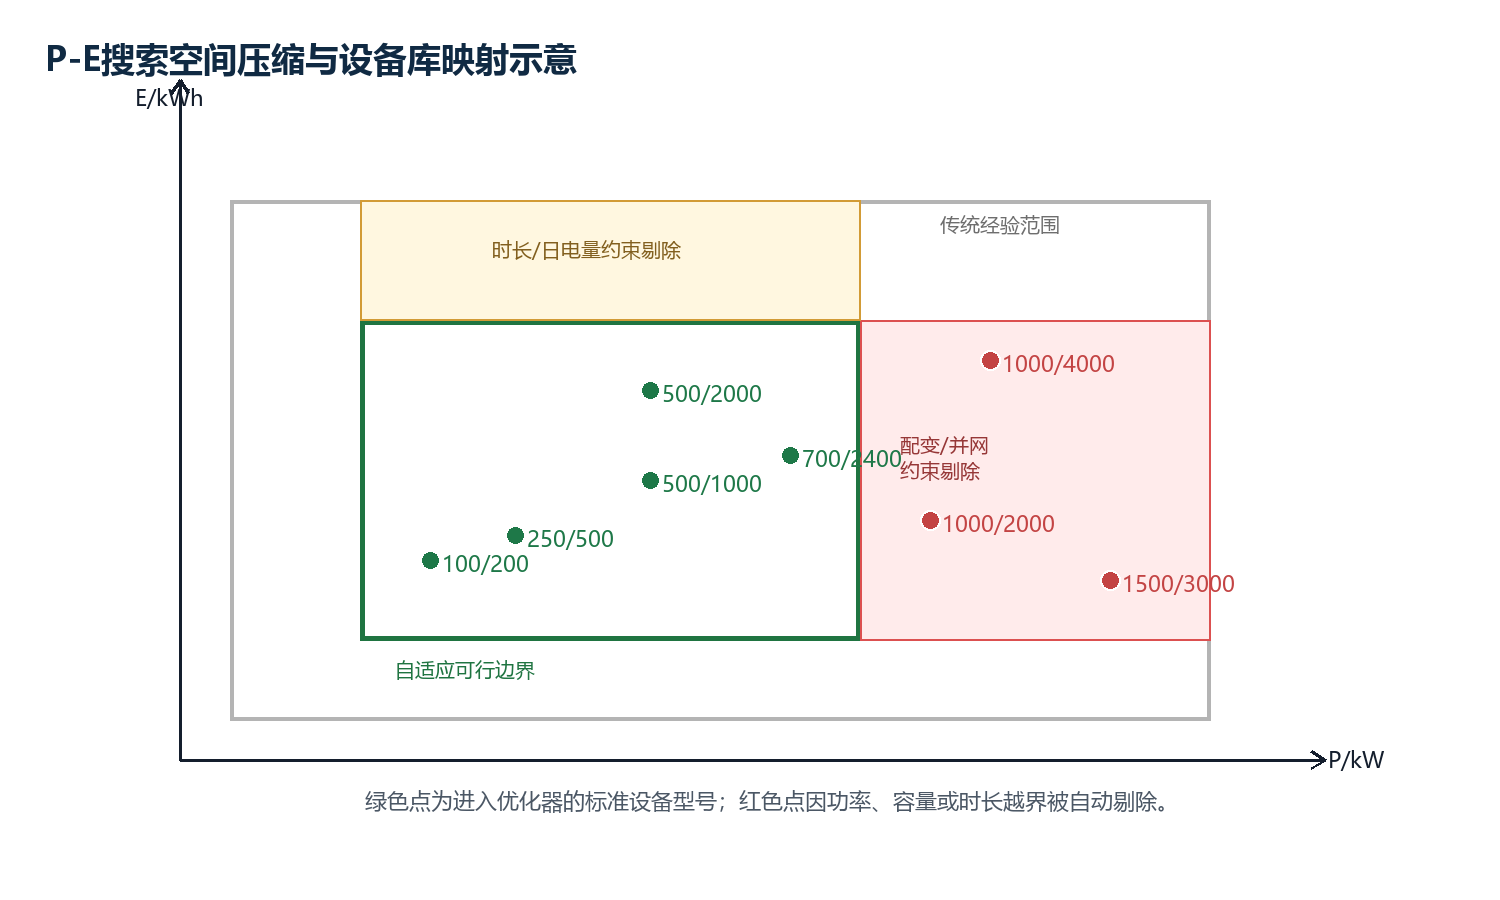 P-E搜索空间压缩与设备库映射示意
E/kWh
传统经验范围
时长/日电量约束剔除
1000/4000
500/2000
配变/并网
约束剔除
700/2400
500/1000
1000/2000
250/500
100/200
1500/3000
自适应可行边界
P/kW
绿色点为进入优化器的标准设备型号；红色点因功率、容量或时长越界被自动剔除。